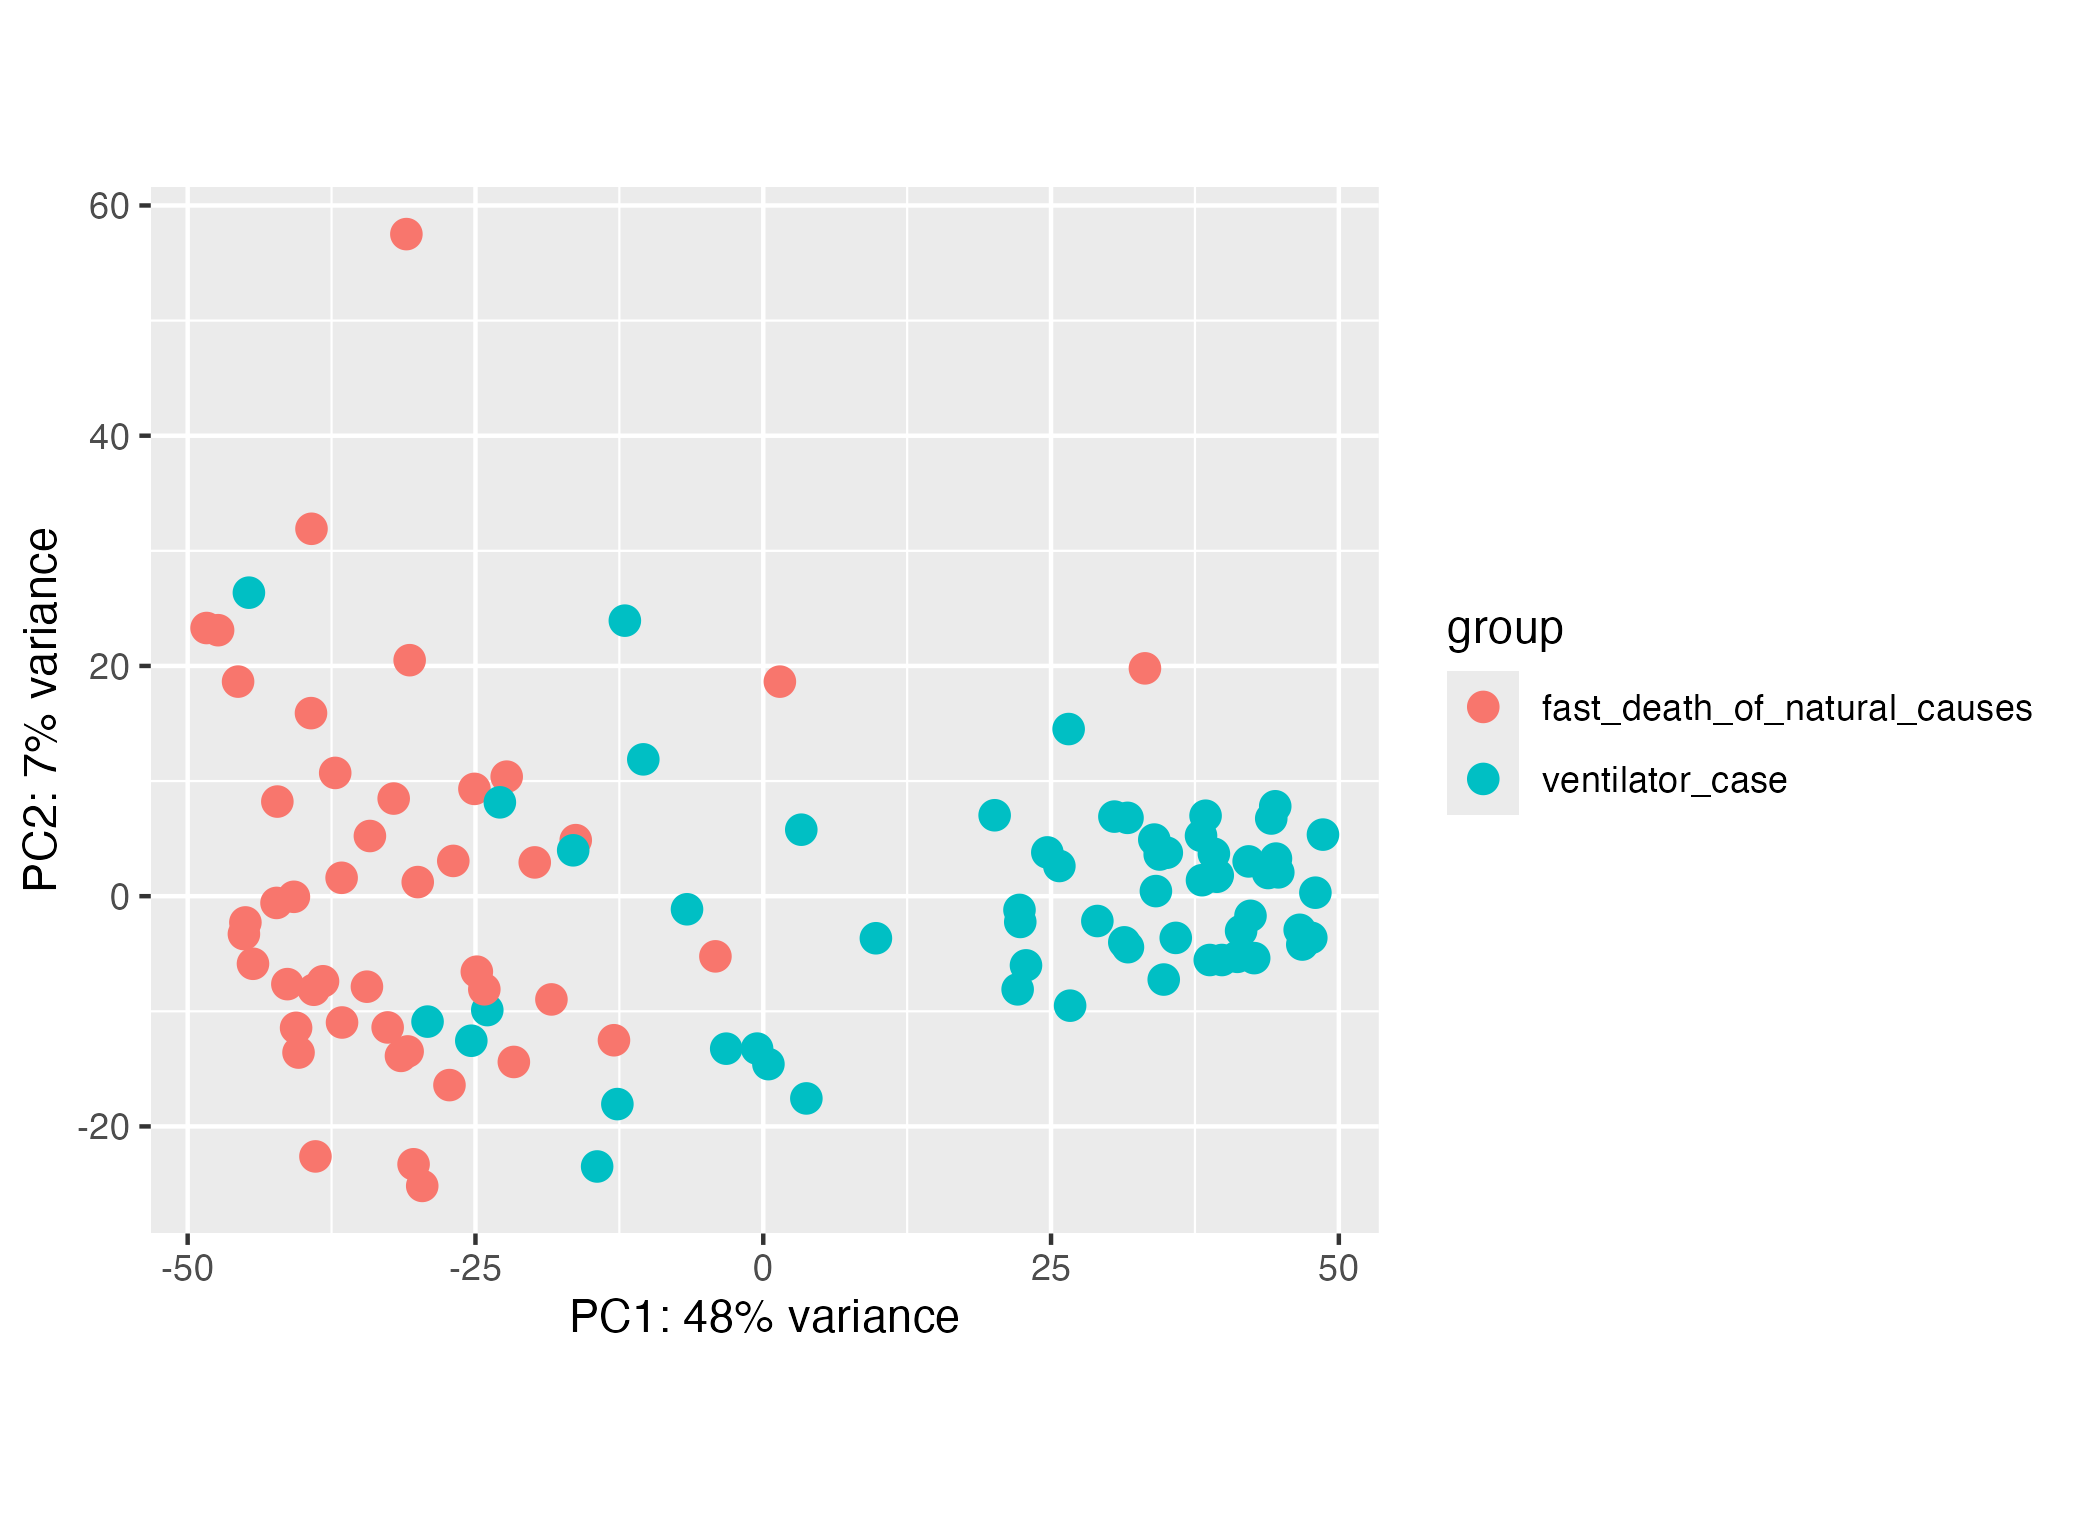 60
40
20
0
-20
PC2: 7% variance
-50
-25
0
25
50
PC1: 48% variance
group
fast_death_of_natural_causes
ventilator_case